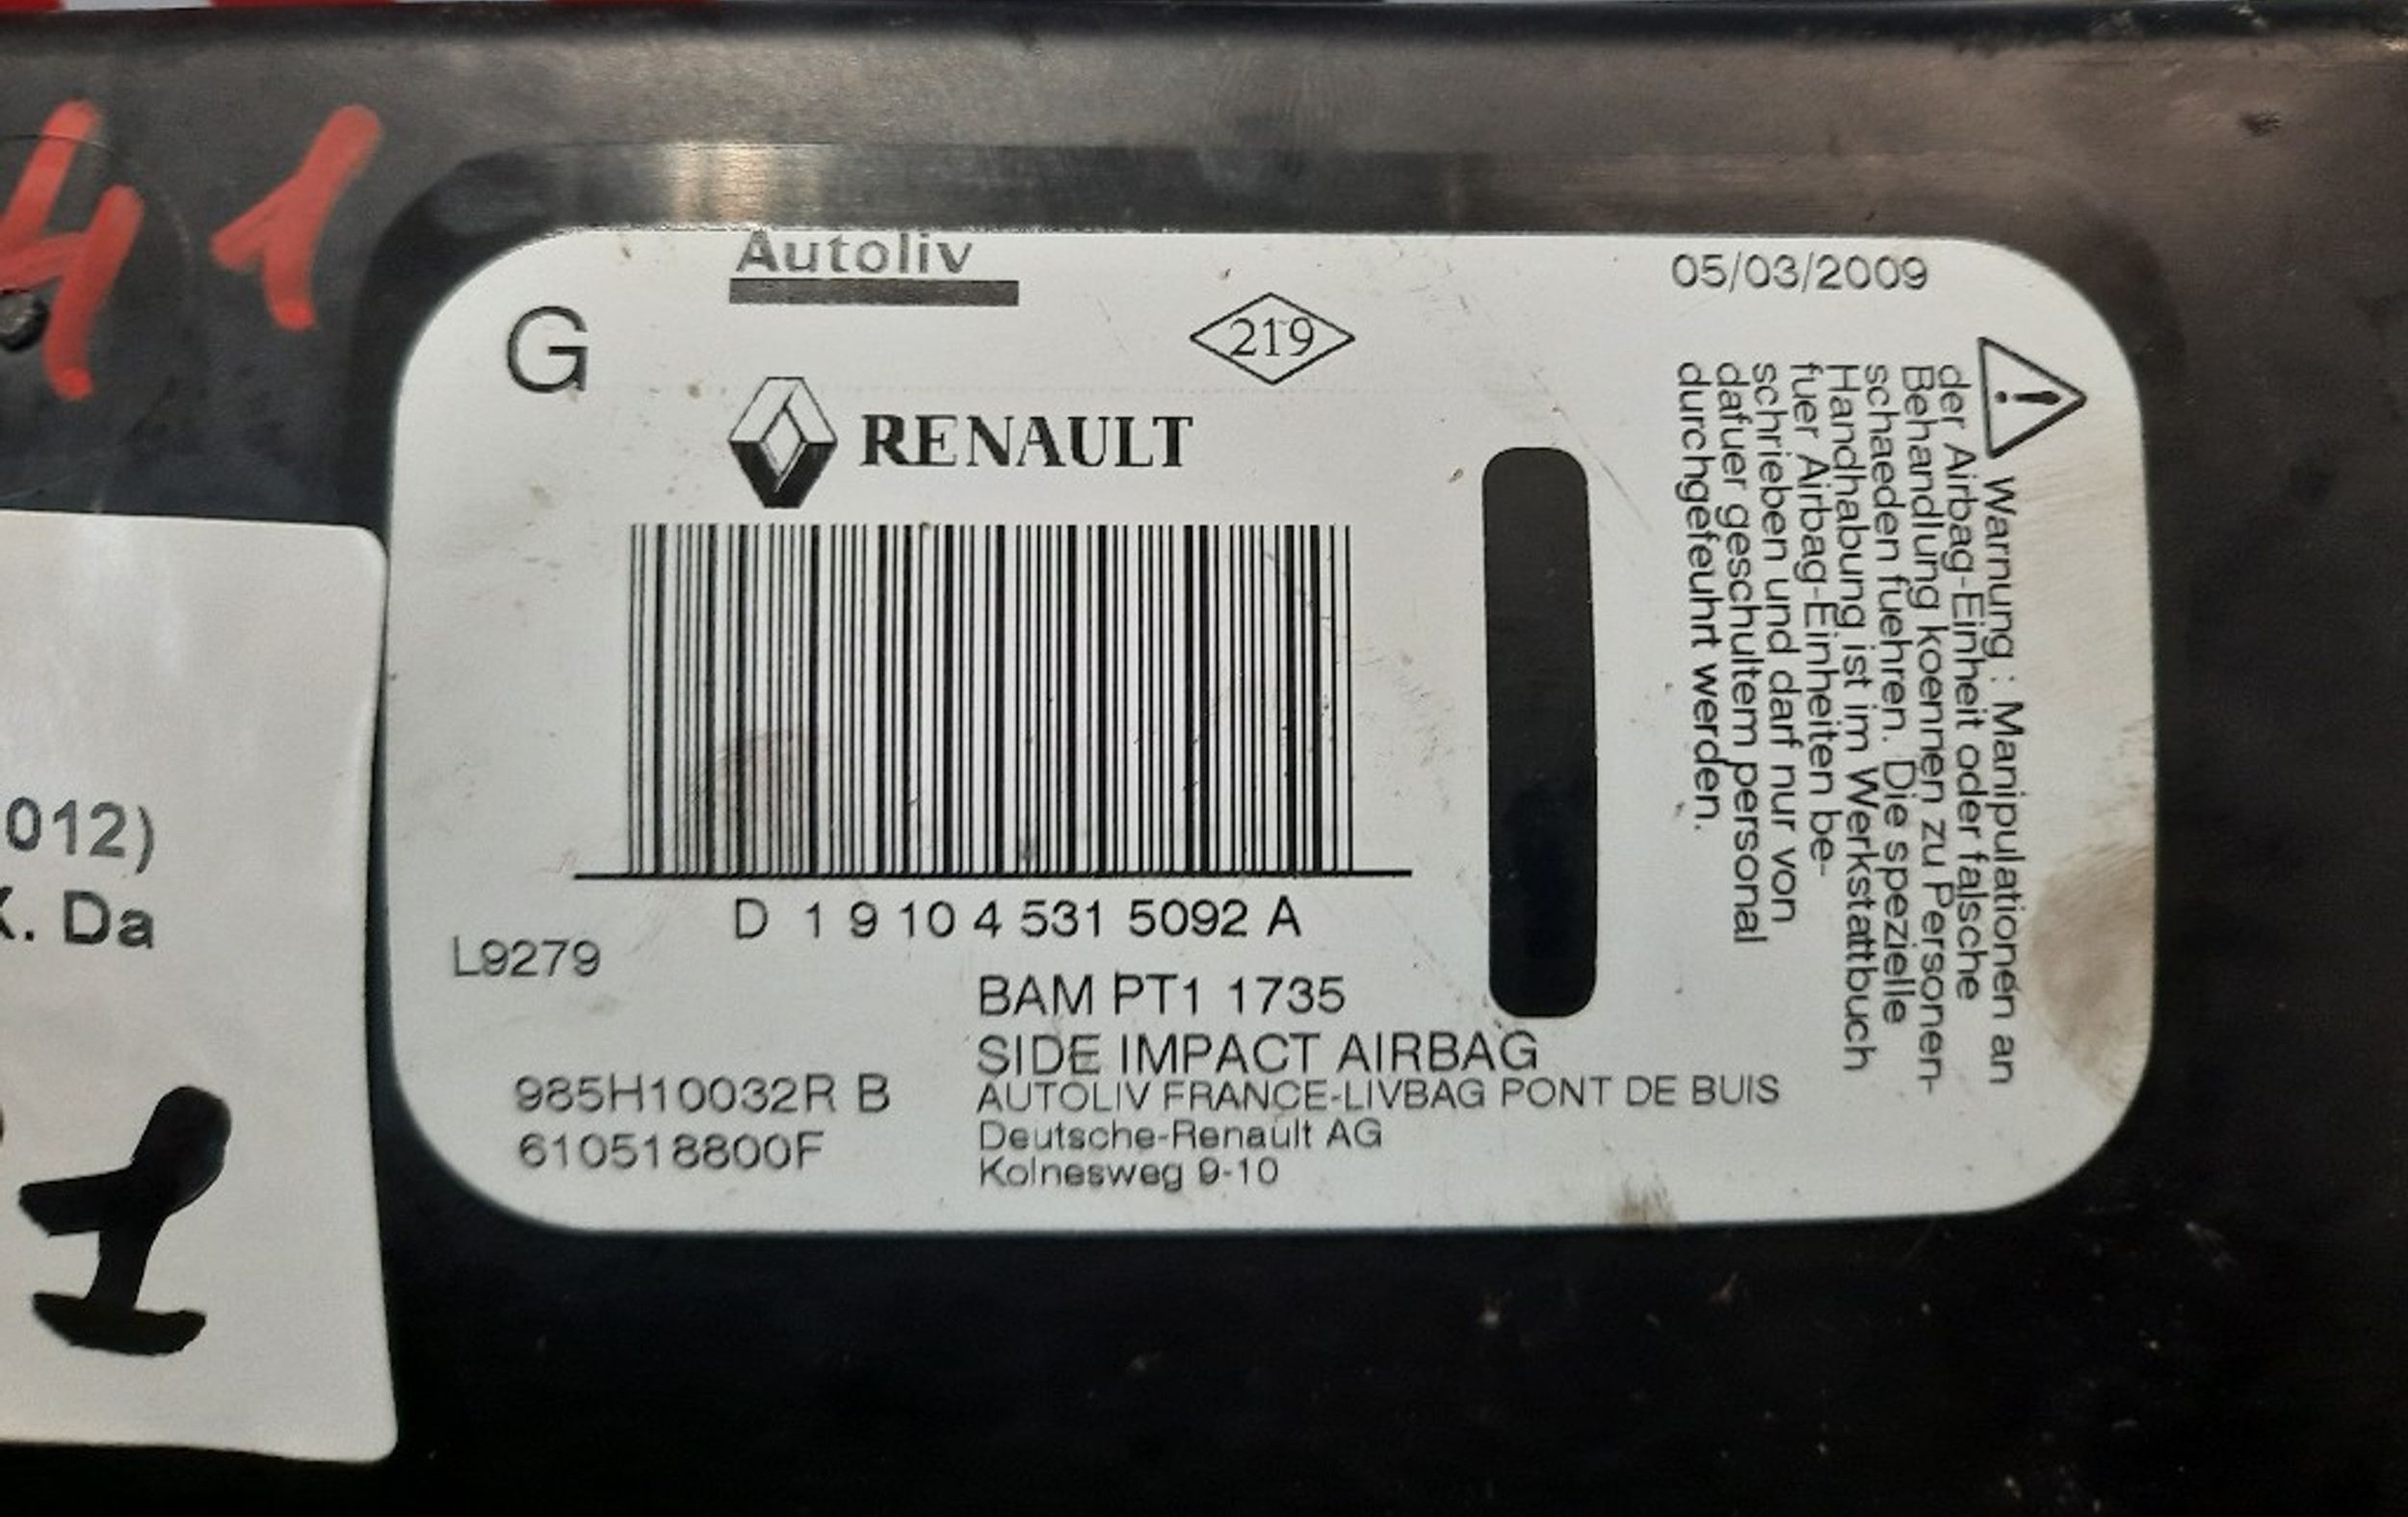 41
Autoliv
05/03/2009
G
219
RENAULT
D 1 9 10 4 531 5092 A
L9279
BAM PT1 1735
SIDE IMPACT AIRBAG
985H10032R B
AUTOLIV FRANCE-LIVBAG PONT DE BUIS
610518800F
Deutsche-Renault AG
Kolnesweg 9-10
Warnung : Manipulationen an
der Airbag-Einheit oder falsche
Behandlung koennen zu Personen-
schaeden fuehren. Die spezielle
Handhabung ist im Werkstattbuch
fuer Airbag-Einheiten be-
schrieben und darf nur von
dafuer geschultem personal
durchgefeuhrt werden.
012)
. Da
1